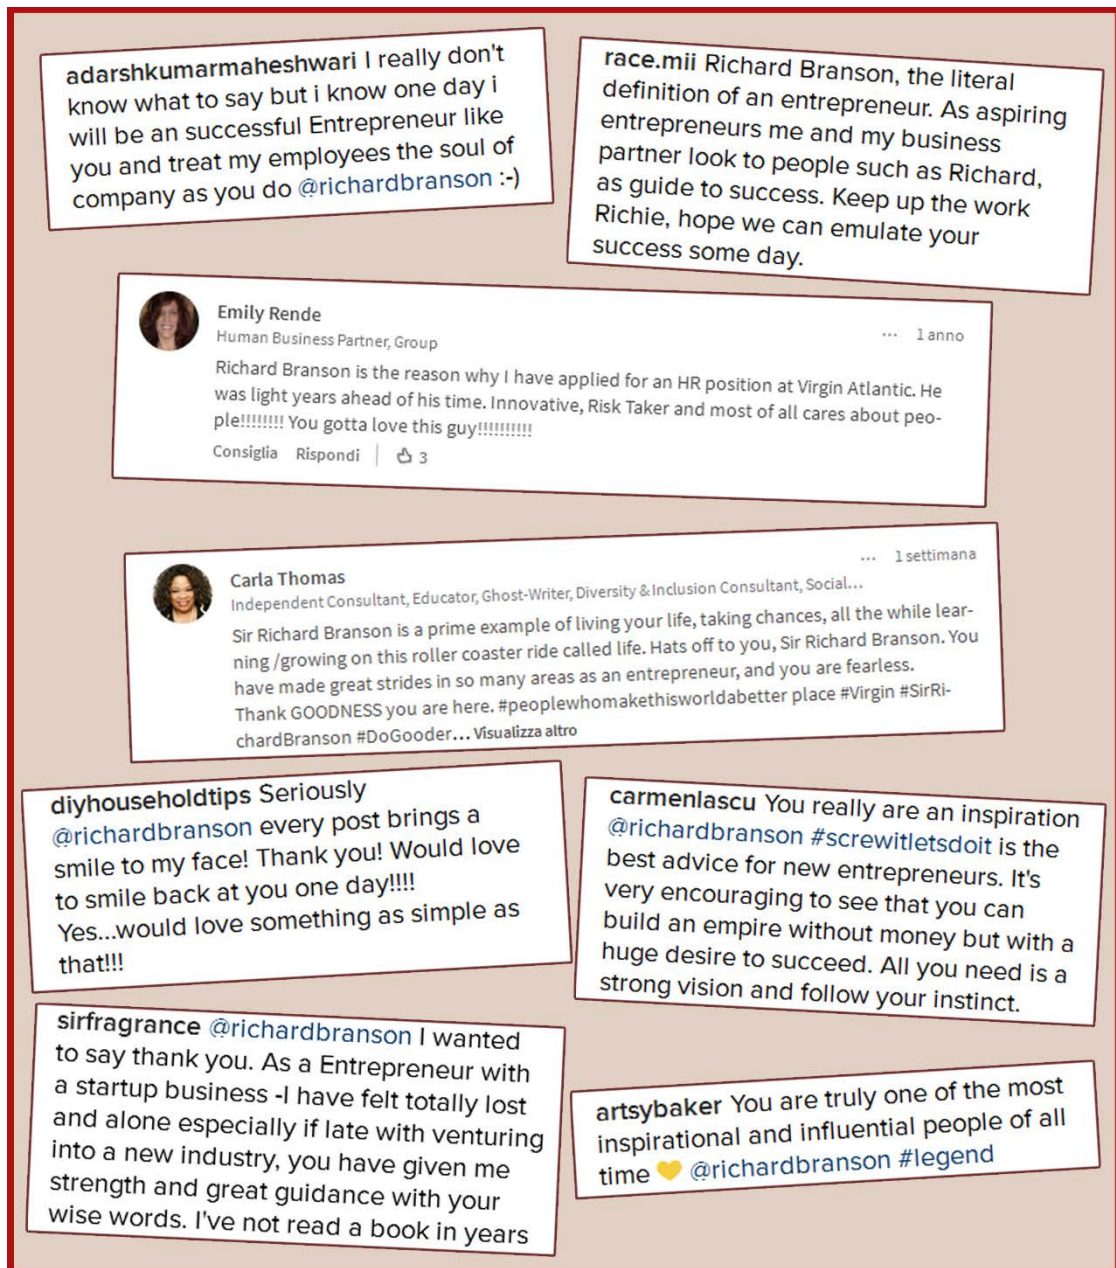 adarshkumarmaheshwari I really don't
know what to say but i know one day i
will be an successful Entrepreneur like
you and treat my employees the soul of
company as you do @richardbranson :-)
race.mii Richard Branson, the literal
definition of an entrepreneur. As aspiring
entrepreneurs me and my business
partner look to people such as Richard,
as guide to success. Keep up the work
Richie, hope we can emulate your
success some day.
Emily Rende
Human Business Partner, Group
... 1 anno
Richard Branson is the reason why I have applied for an HR position at Virgin Atlantic. He
was light years ahead of his time. Innovative, Risk Taker and most of all cares about peo-
ple!!!!!!!! You gotta love this guy!!!!!!!!!!
Consiglia Rispondi | 3
Carla Thomas
... 1 settimana
Independent Consultant, Educator, Ghost-Writer, Diversity & Inclusion Consultant, Social...
Sir Richard Branson is a prime example of living your life, taking chances, all the while lear-
ning /growing on this roller coaster ride called life. Hats off to you, Sir Richard Branson. You
have made great strides in so many areas as an entrepreneur, and you are fearless.
Thank GOODNESS you are here. #peoplewhomakethisworldabetter place #Virgin #SirRi-
chardBranson #DoGooder... Visualizza altro
diyhouseholdtips Seriously
@richardbranson every post brings a
smile to my face! Thank you! Would love
to smile back at you one day!!!!
Yes...would love something as simple as
that!!!
carmenlascu You really are an inspiration
@richardbranson #screwitletsdoit is the
best advice for new entrepreneurs. It's
very encouraging to see that you can
build an empire without money but with a
huge desire to succeed. All you need is a
strong vision and follow your instinct.
sirfragrance @richardbranson I wanted
to say thank you. As a Entrepreneur with
a startup business -I have felt totally lost
and alone especially if late with venturing
into a new industry, you have given me
strength and great guidance with your
wise words. I've not read a book in years
artsybaker You are truly one of the most
inspirational and influential people of all
time 💛 @richardbranson #legend